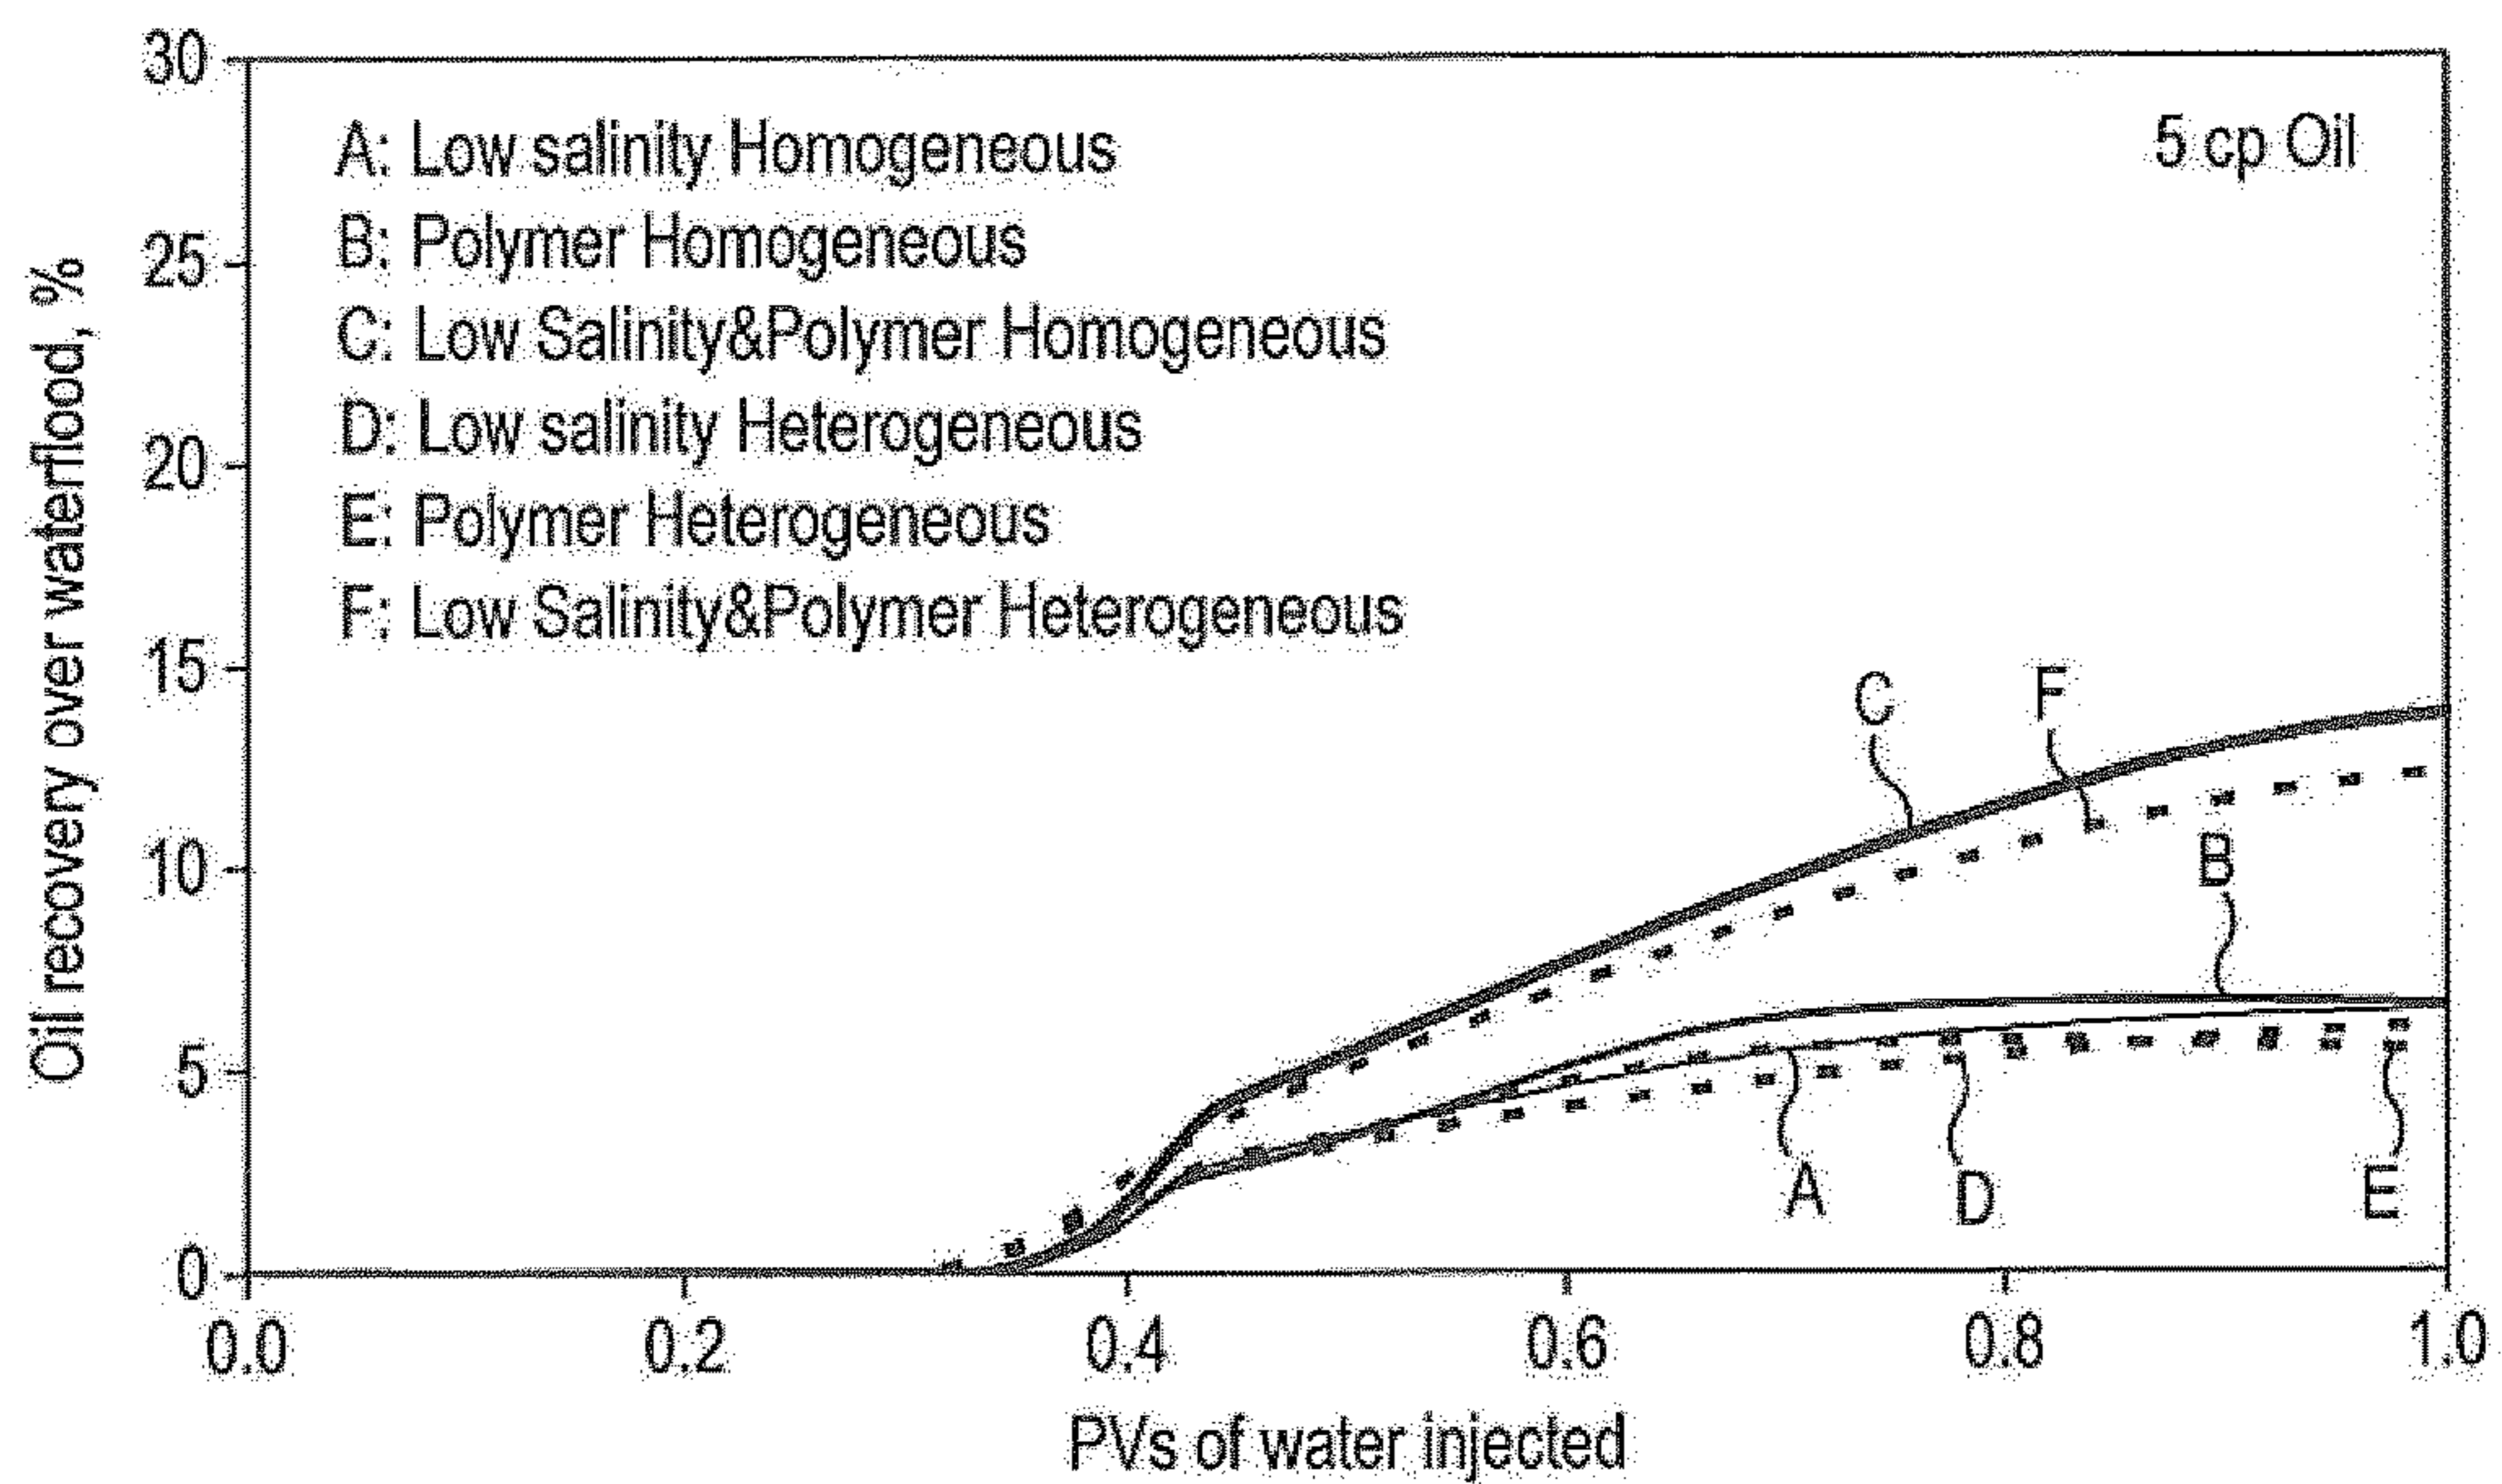 30
25
20
15
10
5
0
Oil recovery over waterflood, %
A: Low salinity Homogeneous
B: Polymer Homogeneous
C: Low Salinity&Polymer Homogeneous
D: Low salinity Heterogeneous
E: Polymer Heterogeneous
F: Low Salinity&Polymer Heterogeneous
5 cp Oil
C
F
B
A
D
E
0.0 0.2 0.4 0.6 0.8 1.0
PVs of water injected